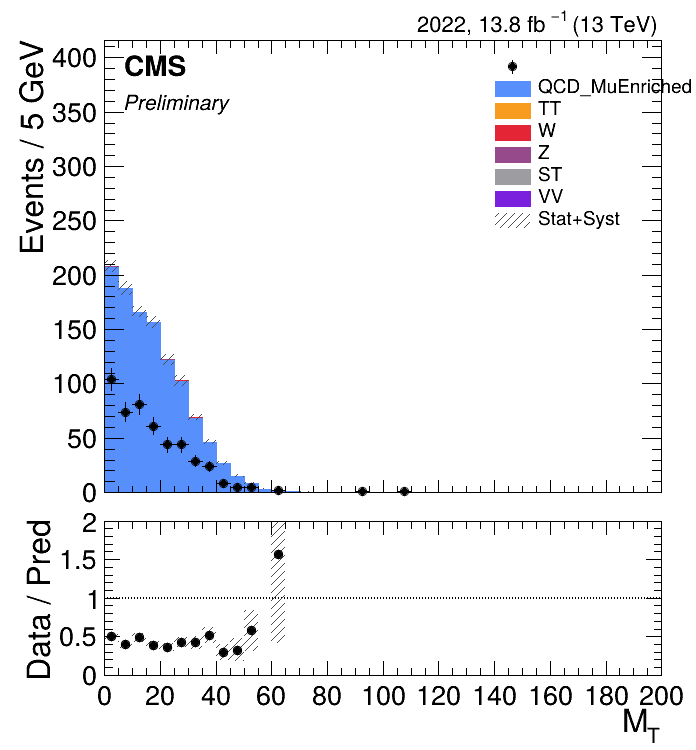 2022, 13.8 fb⁻¹ (13 TeV)
CMS
Preliminary
QCD_MuEnriched
TT
W
Z
ST
VV
Stat+Syst
Events / 5 GeV
400
350
300
250
200
150
100
50
0
Data / Pred
2
1.5
1
0.5
0
0 20 40 60 80 100 120 140 160 180 200
M_T